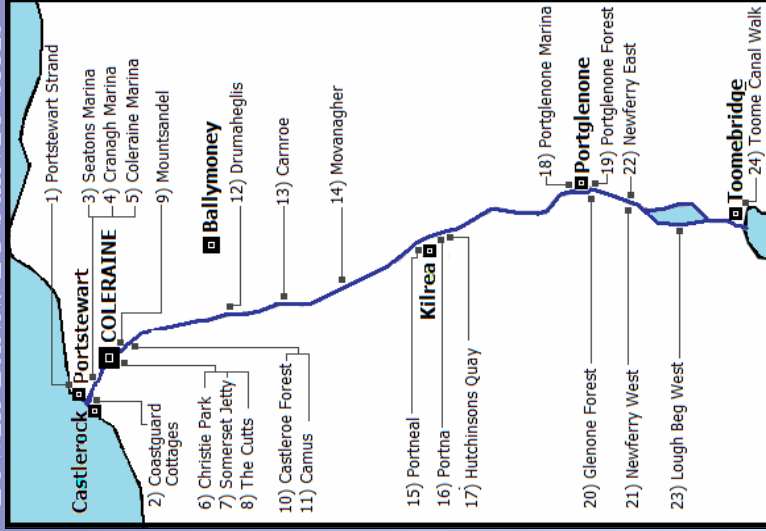 1) Portstewart Strand
3) Seatons Marina
4) Cranagh Marina
5) Coleraine Marina
9) Mountsandel
Portstewart
COLERAINE
Castlerock
2) Coastguard
Cottages
6) Christie Park
7) Somerset Jetty
8) The Cutts
10) Castleroe Forest
11) Camus
Ballymoney
12) Drumaheglis
13) Carnroe
14) Movanagher
Kilrea
15) Portneal
16) Portna
17) Hutchinsons Quay
18) Portglenone Marina
Portglenone
19) Portglenone Forest
22) Newferry East
20) Glenone Forest
21) Newferry West
23) Lough Beg West
Toomebridge
24) Toome Canal Walk